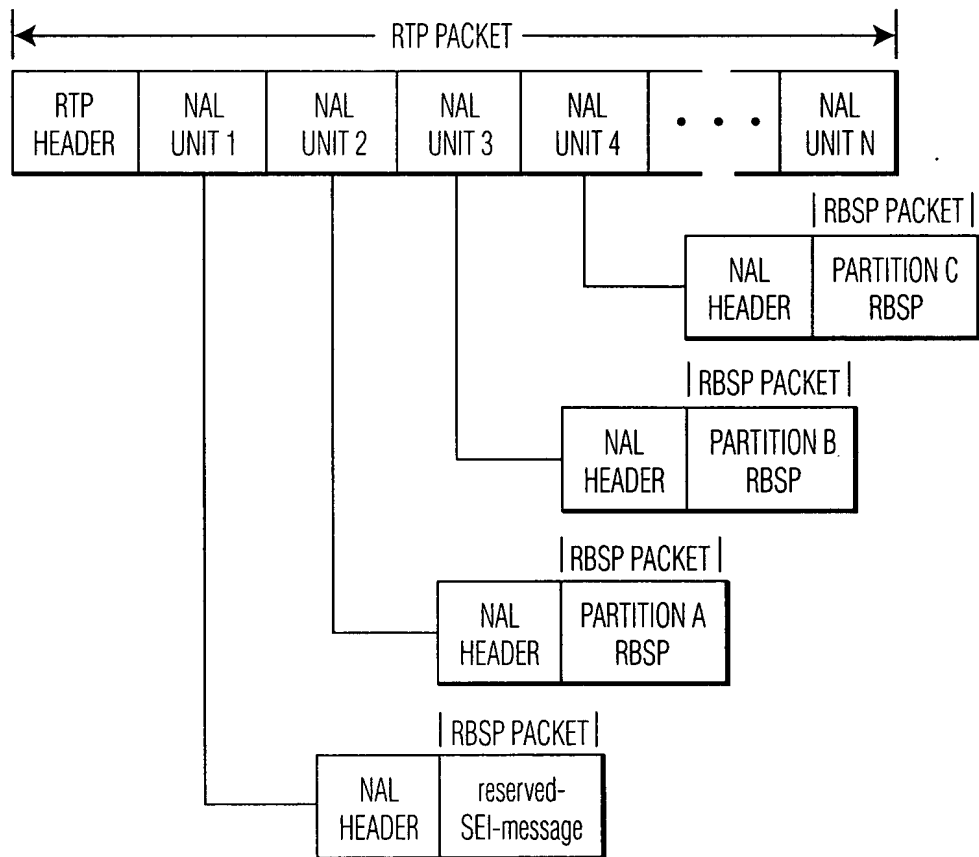 RTP PACKET
RTP HEADER
NAL UNIT 1
NAL UNIT 2
NAL UNIT 3
NAL UNIT 4
• • •
NAL UNIT N
RBSP PACKET
NAL HEADER
PARTITION C RBSP
RBSP PACKET
NAL HEADER
PARTITION B RBSP
RBSP PACKET
NAL HEADER
PARTITION A RBSP
RBSP PACKET
NAL HEADER
reserved-
SEI-message